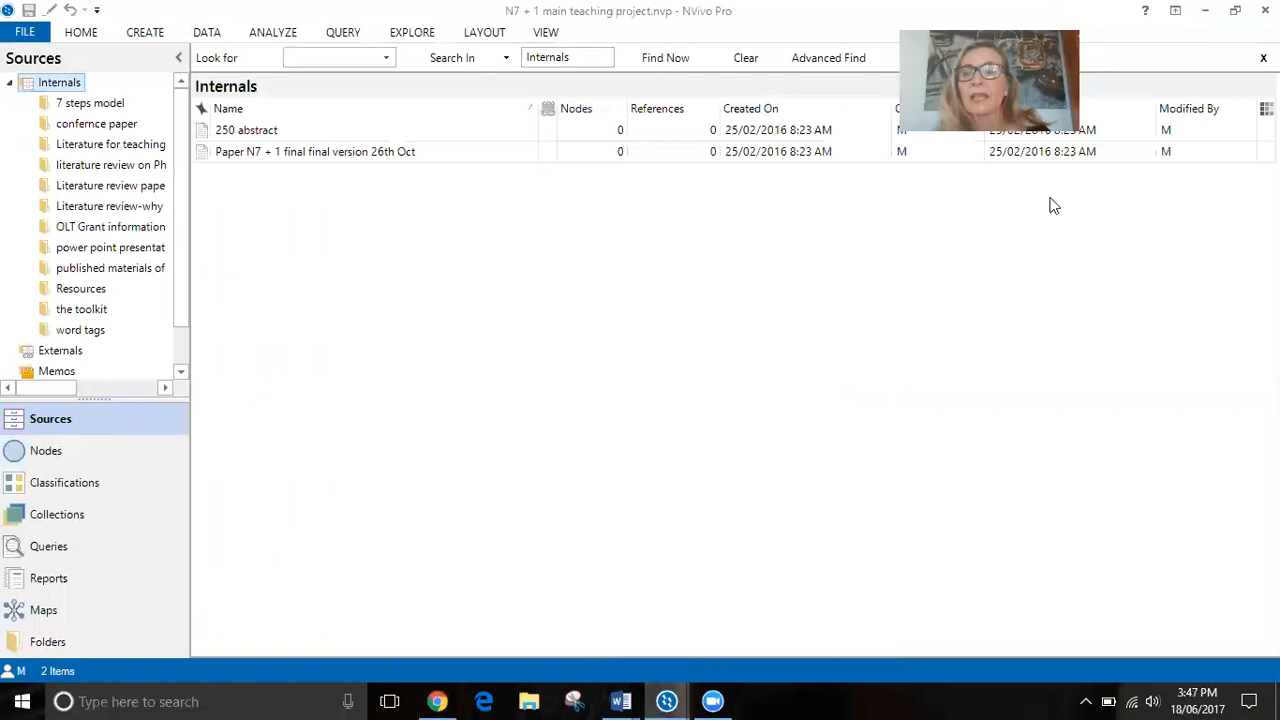 N7 + 1 main teaching project.nvp - NVivo Pro
FILE HOME CREATE DATA ANALYZE QUERY EXPLORE LAYOUT VIEW
Sources
Look for Search In Internals Find Now Clear Advanced Find x
Internals
Internals
Name Nodes References Created On Modified By
250 abstract 0 0 25/02/2016 8:23 AM M 25/02/2016 8:23 AM M
Paper N7 + 1 final final version 26th Oct 0 0 25/02/2016 8:23 AM M 25/02/2016 8:23 AM M
7 steps model
confernce paper
Literature for teaching
literature review on Ph
Literature review pape
Literature review-why
OLT Grant information
power point presentat
published materials of
Resources
the toolkit
word tags
Externals
Memos
Sources
Nodes
Classifications
Collections
Queries
Reports
Maps
Folders
M 2 Items
Type here to search
3:47 PM
18/06/2017